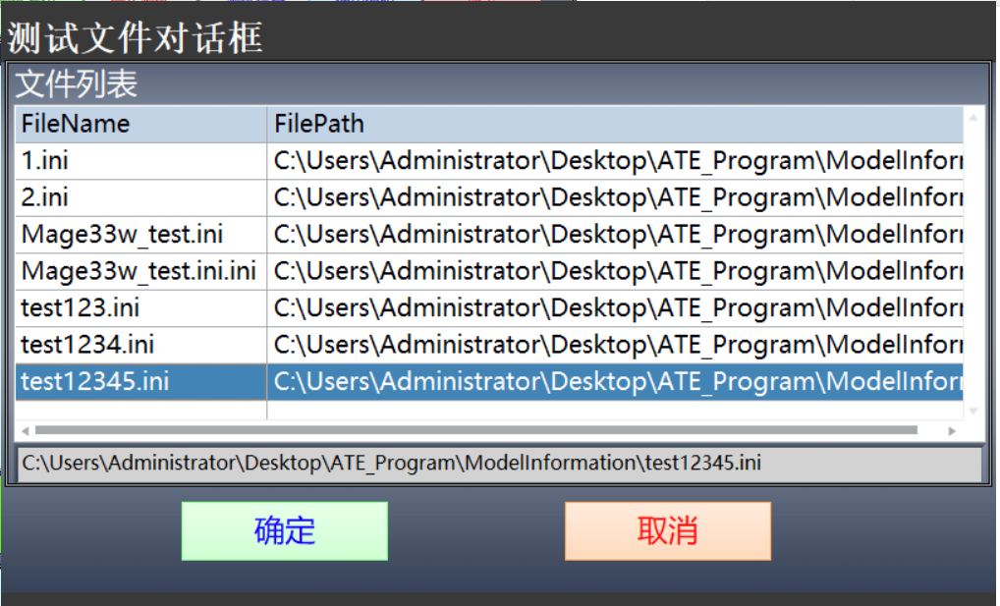 测试文件对话框
文件列表
FileName FilePath
1.ini C:\Users\Administrator\Desktop\ATE_Program\ModelInfor
2.ini C:\Users\Administrator\Desktop\ATE_Program\ModelInfor
Mage33w_test.ini C:\Users\Administrator\Desktop\ATE_Program\ModelInfor
Mage33w_test.ini.ini C:\Users\Administrator\Desktop\ATE_Program\ModelInfor
test123.ini C:\Users\Administrator\Desktop\ATE_Program\ModelInfor
test1234.ini C:\Users\Administrator\Desktop\ATE_Program\ModelInfor
test12345.ini C:\Users\Administrator\Desktop\ATE_Program\ModelInfor
C:\Users\Administrator\Desktop\ATE_Program\ModelInformation\test12345.ini
确定 取消